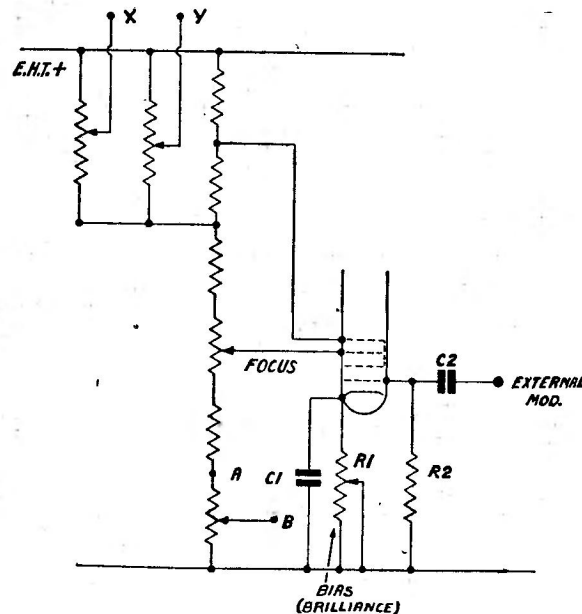 X
Y
E.H.T.+
FOCUS
C2
EXTERNAL
MOD.
A
C1
R1
R2
B
BIAS
(BRILLIANCE)